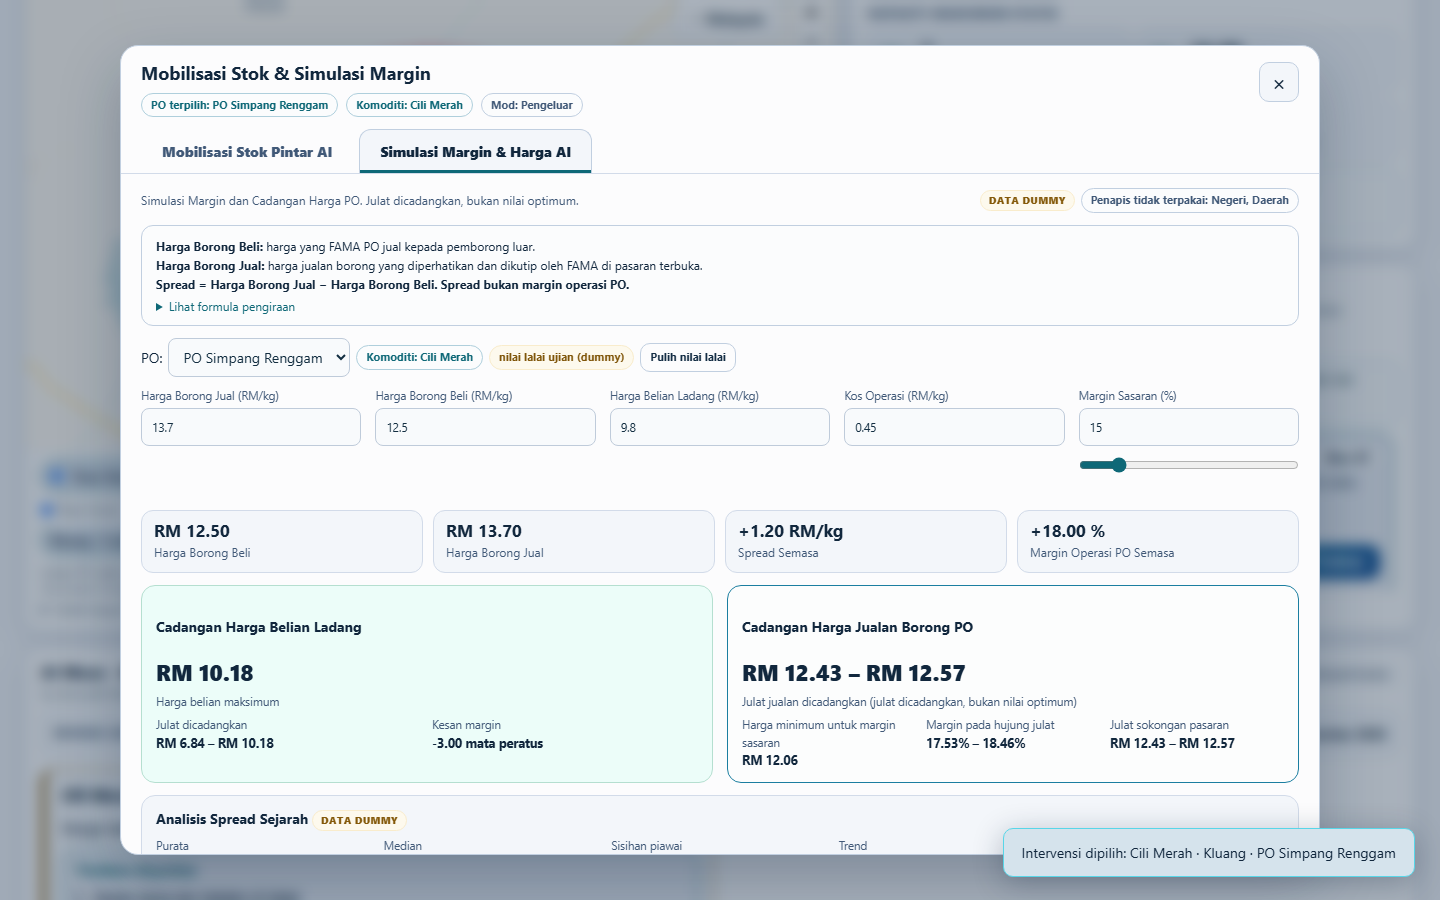 Mobilisasi Stok & Simulasi Margin
×
PO terpilih: PO Simpang Renggam
Komoditi: Cili Merah
Mod: Pengeluar
Mobilisasi Stok Pintar AI
Simulasi Margin & Harga AI
Simulasi Margin dan Cadangan Harga PO. Julat dicadangkan, bukan nilai optimum.
DATA DUMMY
Penapis tidak terpakai: Negeri, Daerah
Harga Borong Beli: harga yang FAMA PO jual kepada pemborong luar.
Harga Borong Jual: harga jualan borong yang diperhatikan dan dikutip oleh FAMA di pasaran terbuka.
Spread = Harga Borong Jual − Harga Borong Beli. Spread bukan margin operasi PO.
▶ Lihat formula pengiraan
PO:
PO Simpang Renggam
Komoditi: Cili Merah
nilai lalai ujian (dummy)
Pulih nilai lalai
Harga Borong Jual (RM/kg)
13.7
Harga Borong Beli (RM/kg)
12.5
Harga Belian Ladang (RM/kg)
9.8
Kos Operasi (RM/kg)
0.45
Margin Sasaran (%)
15
RM 12.50
Harga Borong Beli
RM 13.70
Harga Borong Jual
+1.20 RM/kg
Spread Semasa
+18.00 %
Margin Operasi PO Semasa
Cadangan Harga Belian Ladang
RM 10.18
Harga belian maksimum
Julat dicadangkan
RM 6.84 – RM 10.18
Kesan margin
-3.00 mata peratus
Cadangan Harga Jualan Borong PO
RM 12.43 – RM 12.57
Julat jualan dicadangkan (julat dicadangkan, bukan nilai optimum)
Harga minimum untuk margin
sasaran
RM 12.06
Margin pada hujung julat
17.53% – 18.46%
Julat sokongan pasaran
RM 12.43 – RM 12.57
Analisis Spread Sejarah
DATA DUMMY
Purata
Median
Sisihan piawai
Trend
Intervensi dipilih: Cili Merah · Kluang · PO Simpang Renggam